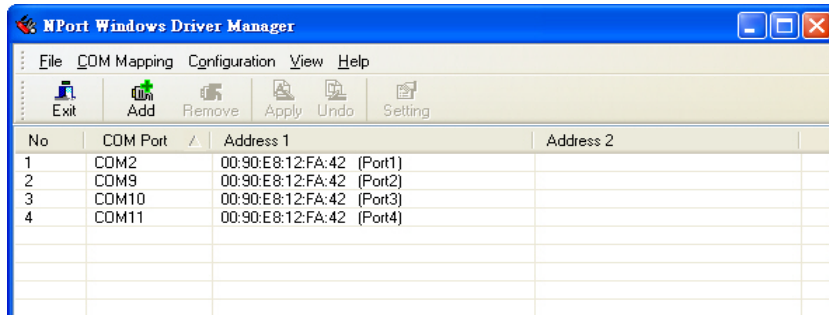 NPort Windows Driver Manager
File COM Mapping Configuration View Help
Exit Add Remove Apply Undo Setting
No COM Port Address 1 Address 2
1 COM2 00:90:E8:12:FA:42 (Port1)
2 COM9 00:90:E8:12:FA:42 (Port2)
3 COM10 00:90:E8:12:FA:42 (Port3)
4 COM11 00:90:E8:12:FA:42 (Port4)